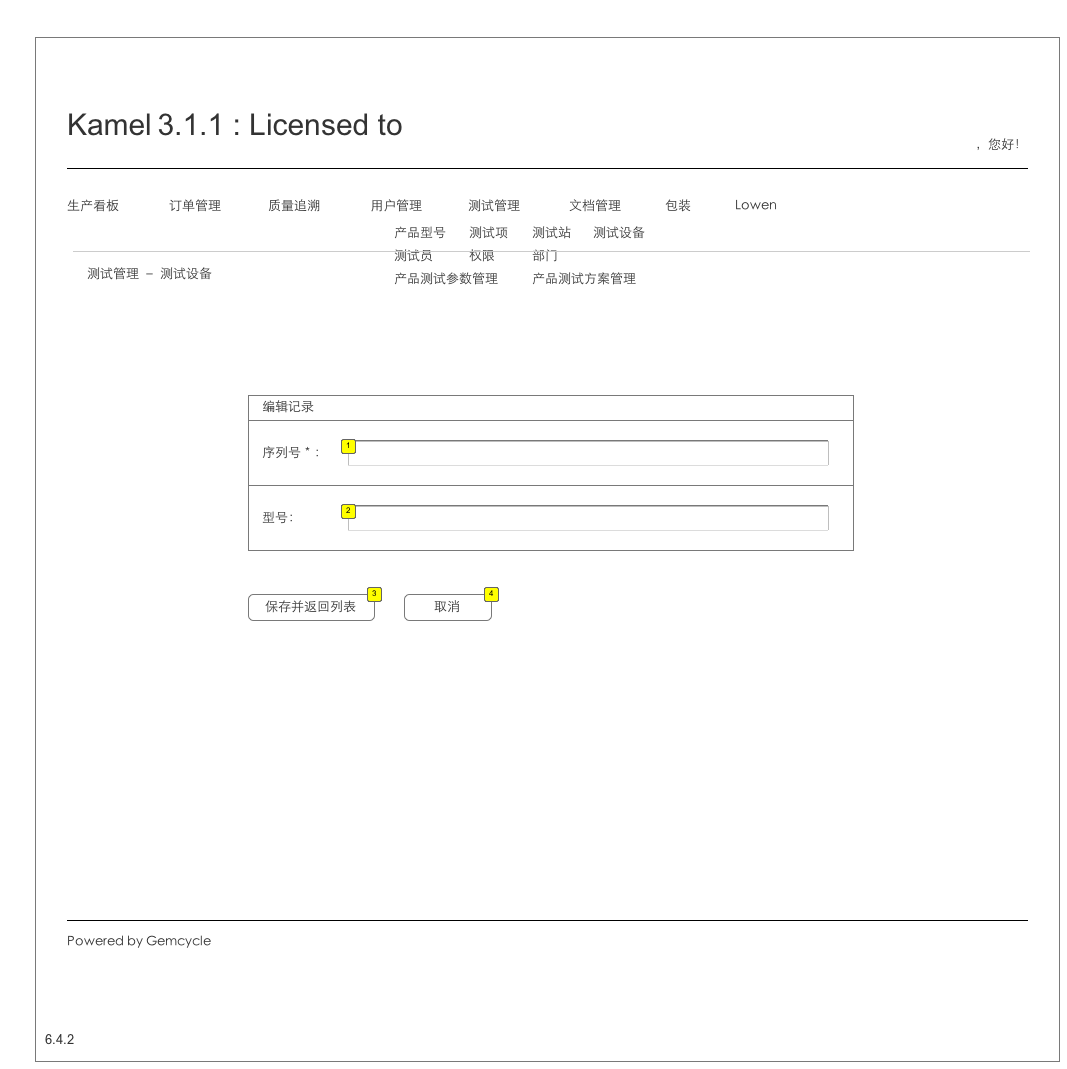 Kamel 3.1.1 : Licensed to
，您好!
生产看板 订单管理 质量追溯 用户管理 测试管理 文档管理 包装 Lowen
产品型号 测试项 测试站 测试设备
测试员 权限 部门
测试管理 – 测试设备
产品测试参数管理 产品测试方案管理
编辑记录
序列号 * :
1
型号:
2
保存并返回列表 3 取消 4
Powered by Gemcycle
6.4.2